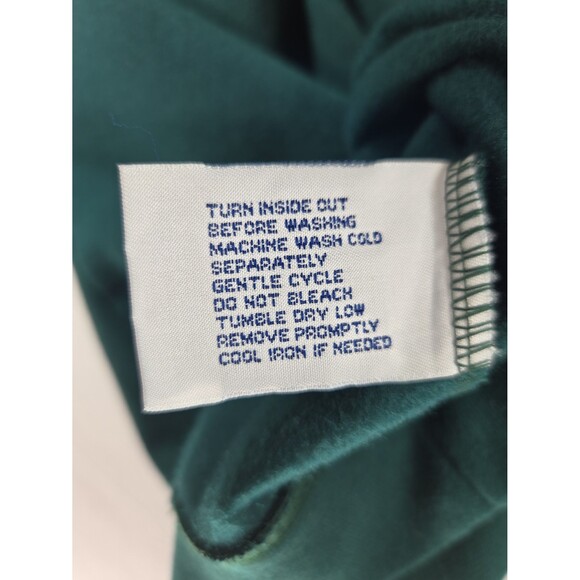 TURN INSIDE OUT
BEFORE WASHING
MACHINE WASH COLD
SEPARATELY
GENTLE CYCLE
DO NOT BLEACH
TUMBLE DRY LOW
REMOVE PROMPTLY
COOL IRON IF NEEDED